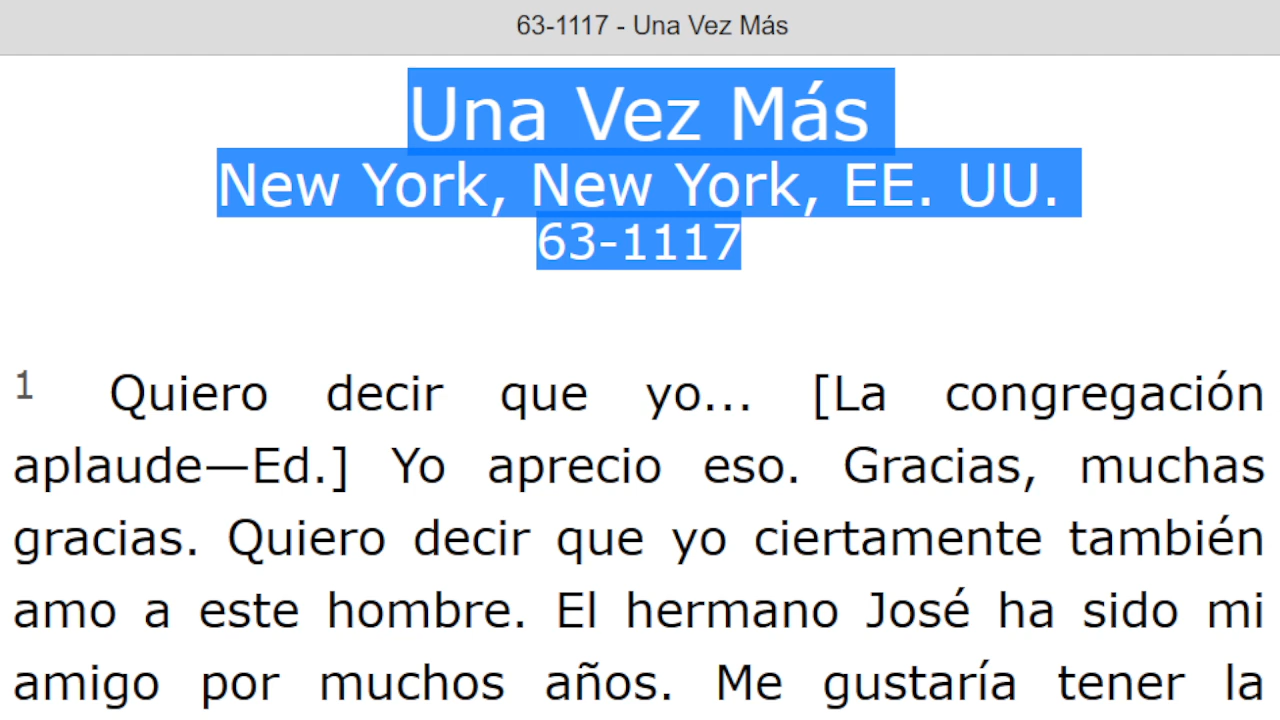 63-1117 - Una Vez Más
Una Vez Más
New York, New York, EE. UU.
63-1117
1 Quiero decir que yo... [La congregación
aplaude—Ed.] Yo aprecio eso. Gracias, muchas
gracias. Quiero decir que yo ciertamente también
amo a este hombre. El hermano José ha sido mi
amigo por muchos años. Me gustaría tener la